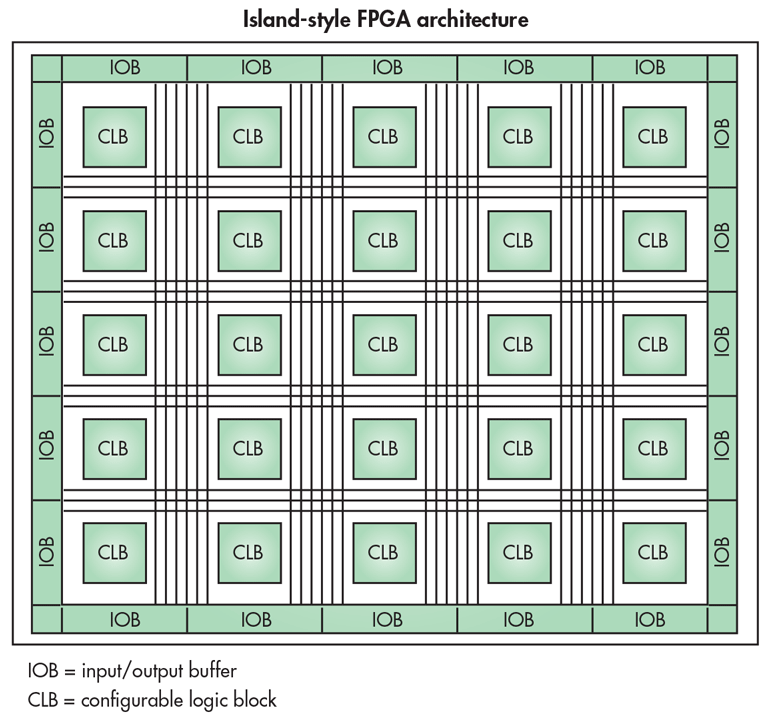 Island-style FPGA architecture
IOB IOB IOB IOB IOB
IOB CLB CLB CLB CLB CLB IOB
IOB CLB CLB CLB CLB CLB IOB
IOB CLB CLB CLB CLB CLB IOB
IOB CLB CLB CLB CLB CLB IOB
IOB CLB CLB CLB CLB CLB IOB
IOB IOB IOB IOB IOB
IOB = input/output buffer
CLB = configurable logic block